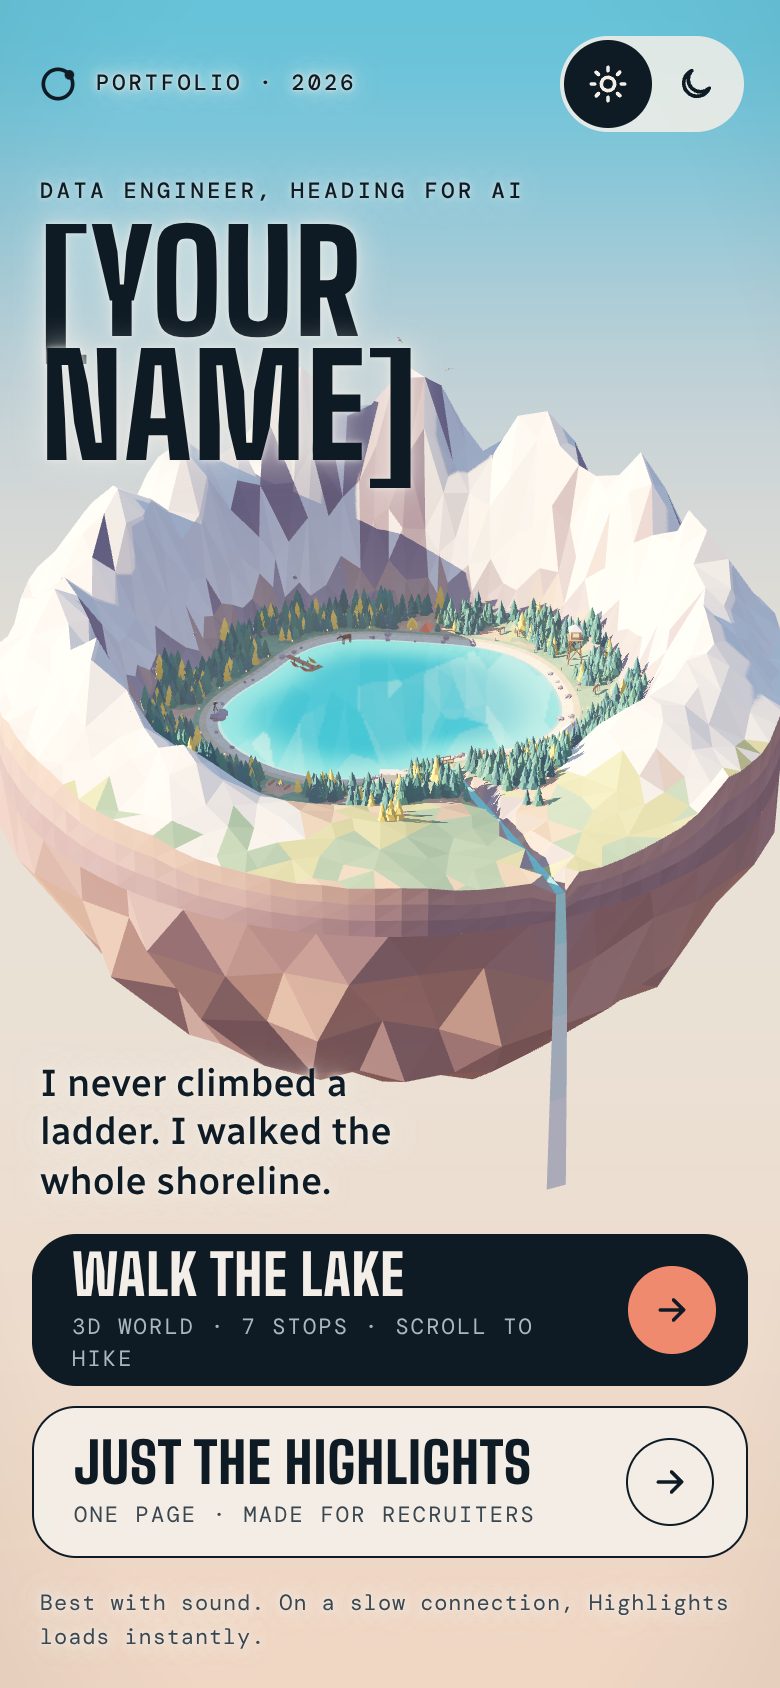 PORTFOLIO · 2026
DATA ENGINEER, HEADING FOR AI
[YOUR
NAME]
I never climbed a
ladder. I walked the
whole shoreline.
WALK THE LAKE
3D WORLD · 7 STOPS · SCROLL TO
HIKE
JUST THE HIGHLIGHTS
ONE PAGE · MADE FOR RECRUITERS
Best with sound. On a slow connection, Highlights
loads instantly.